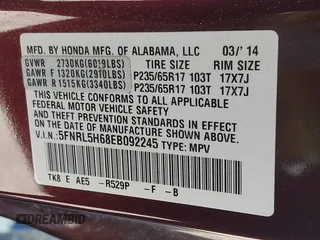 MFD. BY HONDA MFG. OF ALABAMA, LLC 03/'14
GVWR 2730KG(6019LBS) TIRE SIZE RIM SIZE
GAWR F 1320KG(2910LBS) P235/65R17 103T 17X7J
GAWR R 1515KG(3340LBS) P235/65R17 103T 17X7J
THIS VEHICLE CONFORMS TO ALL APPLICABLE
FEDERAL MOTOR VEHICLE SAFETY AND THEFT
PREVENTION STANDARDS IN EFFECT ON THE DATE
OF MANUFACTURE SHOWN ABOVE.
V.I.N.:5FNRL5H68EB092245 TYPE: MPV
TK8 E AE5 -R529P -F -B
DREAMBID